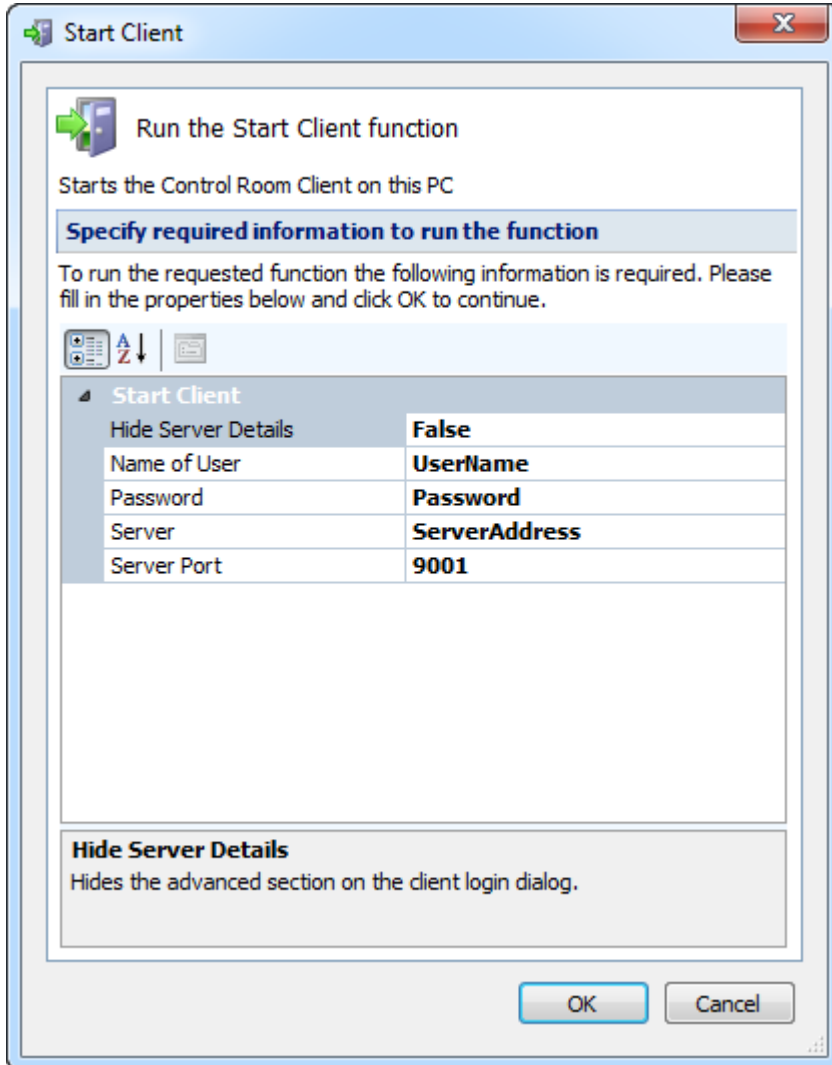 Start Client
Run the Start Client function
Starts the Control Room Client on this PC
Specify required information to run the function
To run the requested function the following information is required. Please
fill in the properties below and click OK to continue.
A
Z
Start Client
Hide Server Details False
Name of User UserName
Password Password
Server ServerAddress
Server Port 9001
Hide Server Details
Hides the advanced section on the client login dialog.
OK Cancel